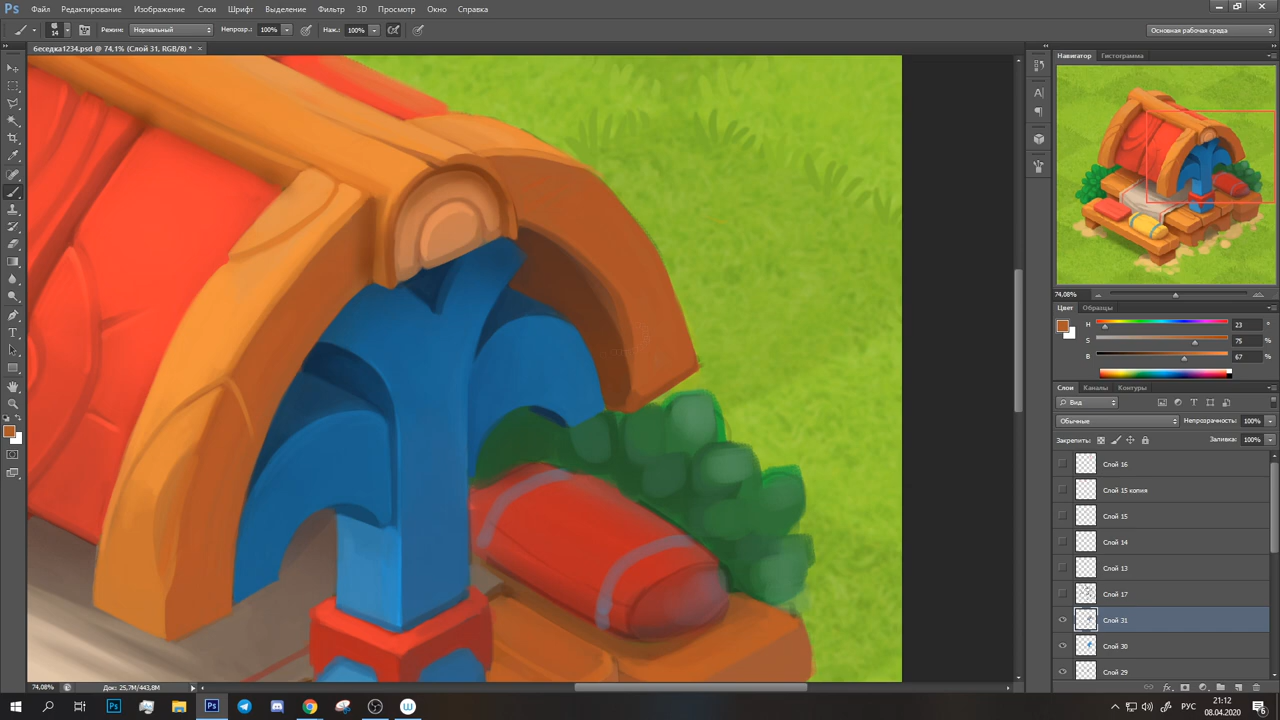 Ps Файл Редактирование Изображение Слои Шрифт Выделение Фильтр 3D Просмотр Окно Справка
14 Режим: Нормальный Непрозр.: 100% Наж.: 100% Основная рабочая среда
беседка1234.psd @ 74,1% (Слой 31, RGB/8) * ×
Навигатор Гистограмма
74,08%
Цвет Образцы
H 23 °
S 75 %
B 67 %
Слои Каналы Контуры
Вид
Обычные Непрозрачность: 100%
Закрепить: Заливка: 100%
Слой 16
Слой 15 копия
Слой 15
Слой 14
Слой 13
Слой 17
Слой 31
Слой 30
Слой 29
74,08% Док: 25,7M/443,8M
РУС 21:12 08.04.2020 6